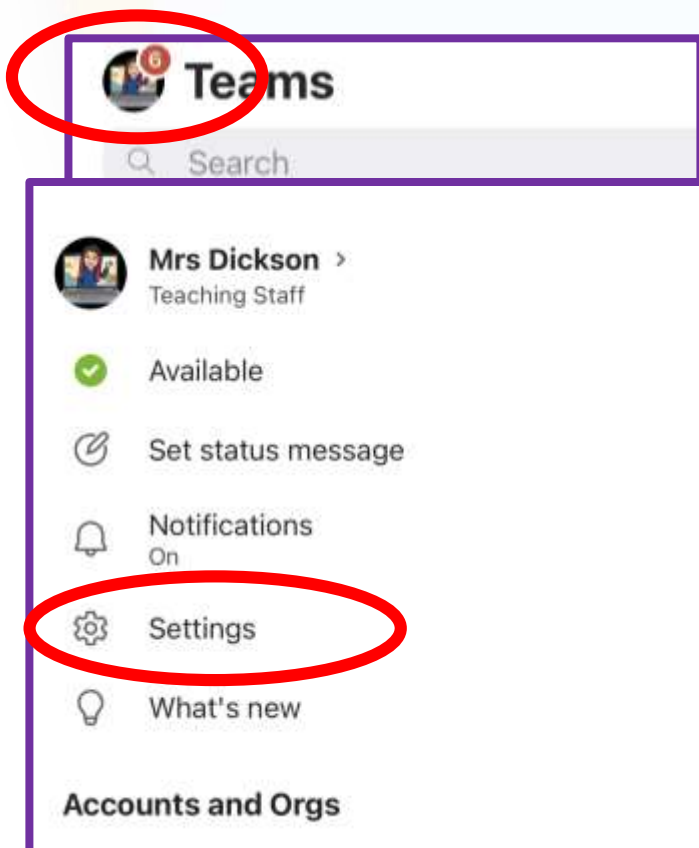 6
Teams
Search
Mrs Dickson >
Teaching Staff
Available
Set status message
Notifications
On
Settings
What's new
Accounts and Orgs